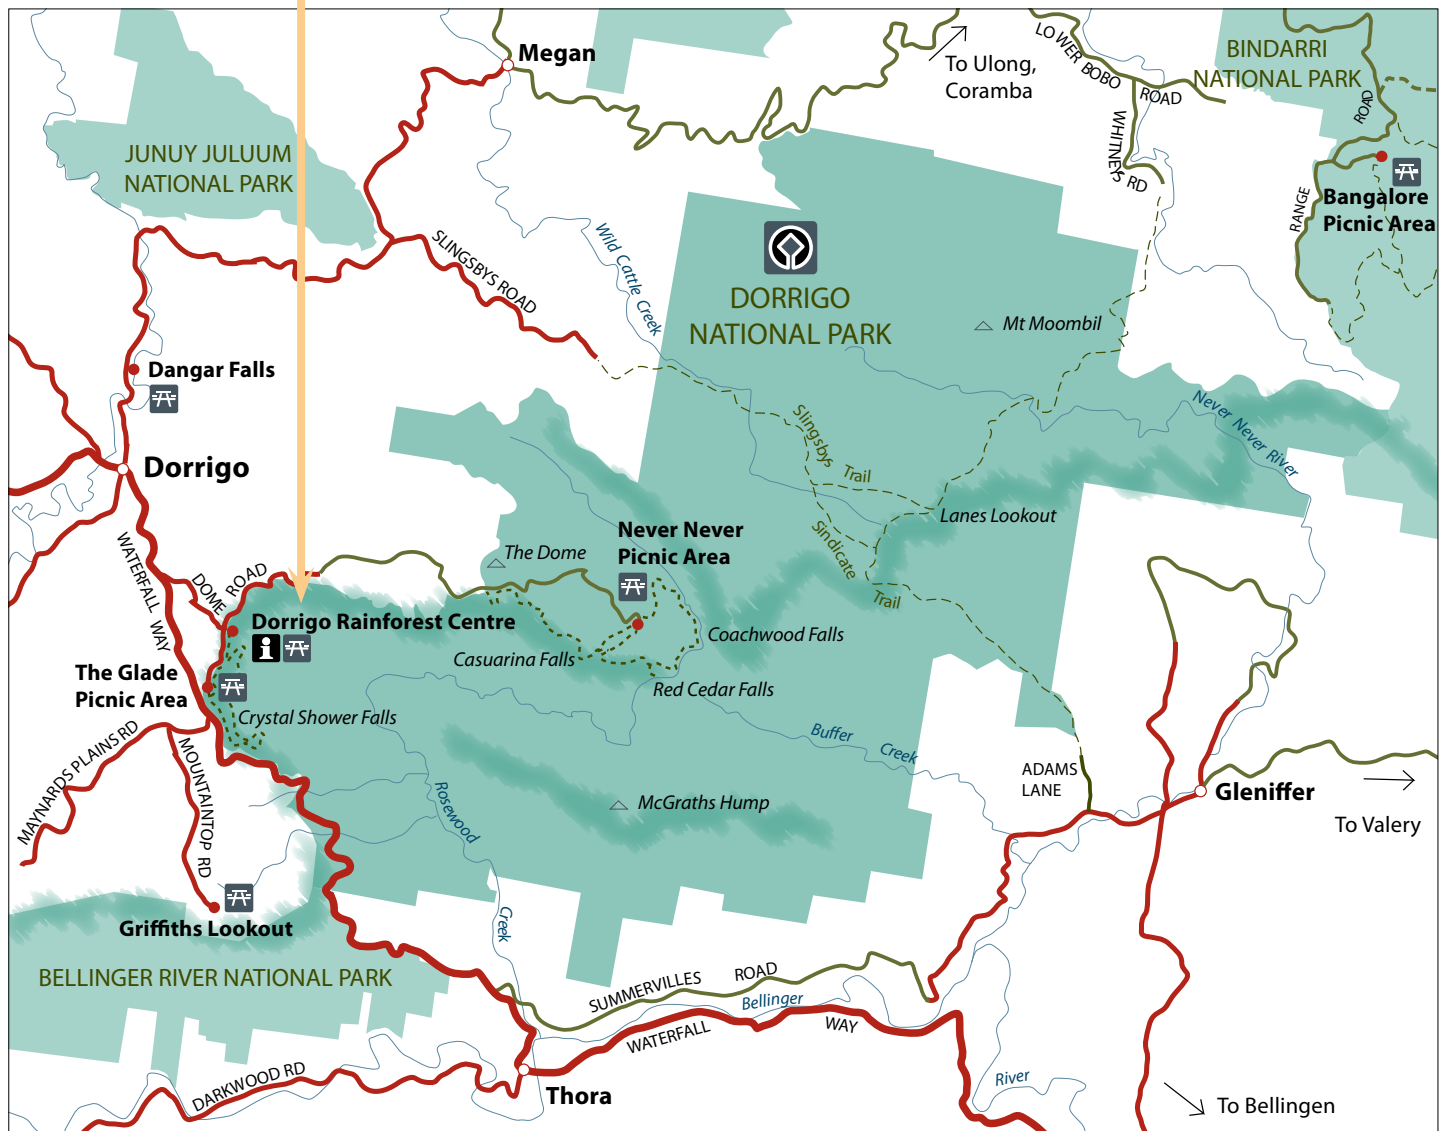 Megan
To Ulong,
Coramba
LOWER BOBO ROAD
BINDARRI
NATIONAL PARK
ROAD
WHITNEYS RD
JUNUY JULUUM
NATIONAL PARK
RANGE
Bangalore
Picnic Area
SLINGSBYS ROAD
Wild Cattle Creek
DORRIGO
NATIONAL PARK
Mt Moombil
Dangar Falls
Never Never River
Slingsbys Trail
Dorrigo
Lanes Lookout
Sindicate Trail
Never Never
Picnic Area
The Dome
WATERFALL WAY
DOME ROAD
Dorrigo Rainforest Centre
i
Coachwood Falls
Casuarina Falls
The Glade
Picnic Area
Red Cedar Falls
Crystal Shower Falls
Buffer Creek
MAYNARDS PLAINS RD
MOUNTAINTOP RD
Rosewood Creek
McGraths Hump
ADAMS
LANE
Gleniffer
To Valery
Griffiths Lookout
BELLINGER RIVER NATIONAL PARK
SUMMERVILLES ROAD
Bellinger River
WATERFALL WAY
DARKWOOD RD
Thora
To Bellingen